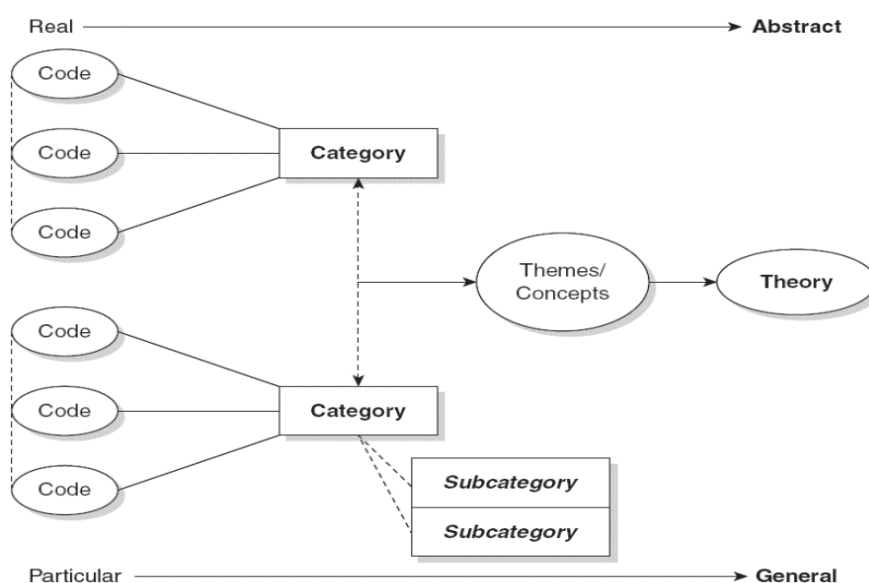 Real
Abstract
Code
Code
Category
Code
Themes/
Concepts
Theory
Code
Code
Category
Code
Subcategory
Subcategory
Particular
General